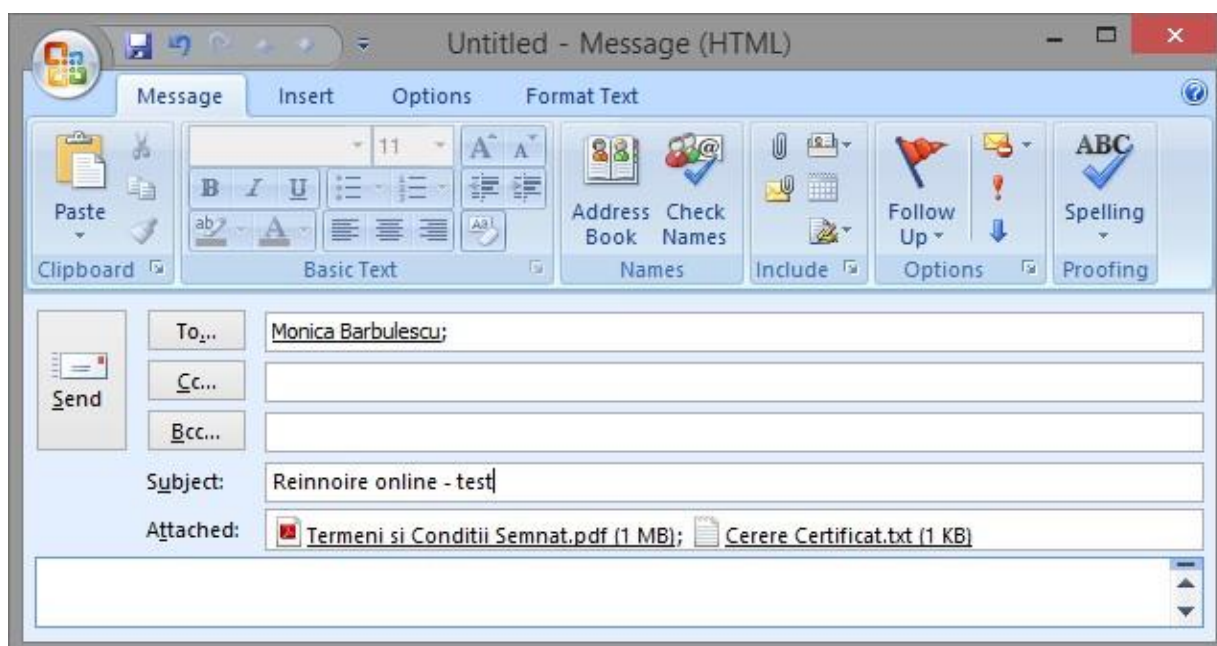 Untitled - Message (HTML)
Message Insert Options Format Text
11 A A
B I U
ab A Aa
Paste
Address Book
Check Names
Follow Up
ABC
Spelling
Clipboard Basic Text Names Include Options Proofing
To... Monica Barbulescu;
Send
Cc...
Bcc...
Subject: Reinnoire online - test
Attached: Termeni si Conditii Semnat.pdf (1 MB); Cerere Certificat.txt (1 KB)